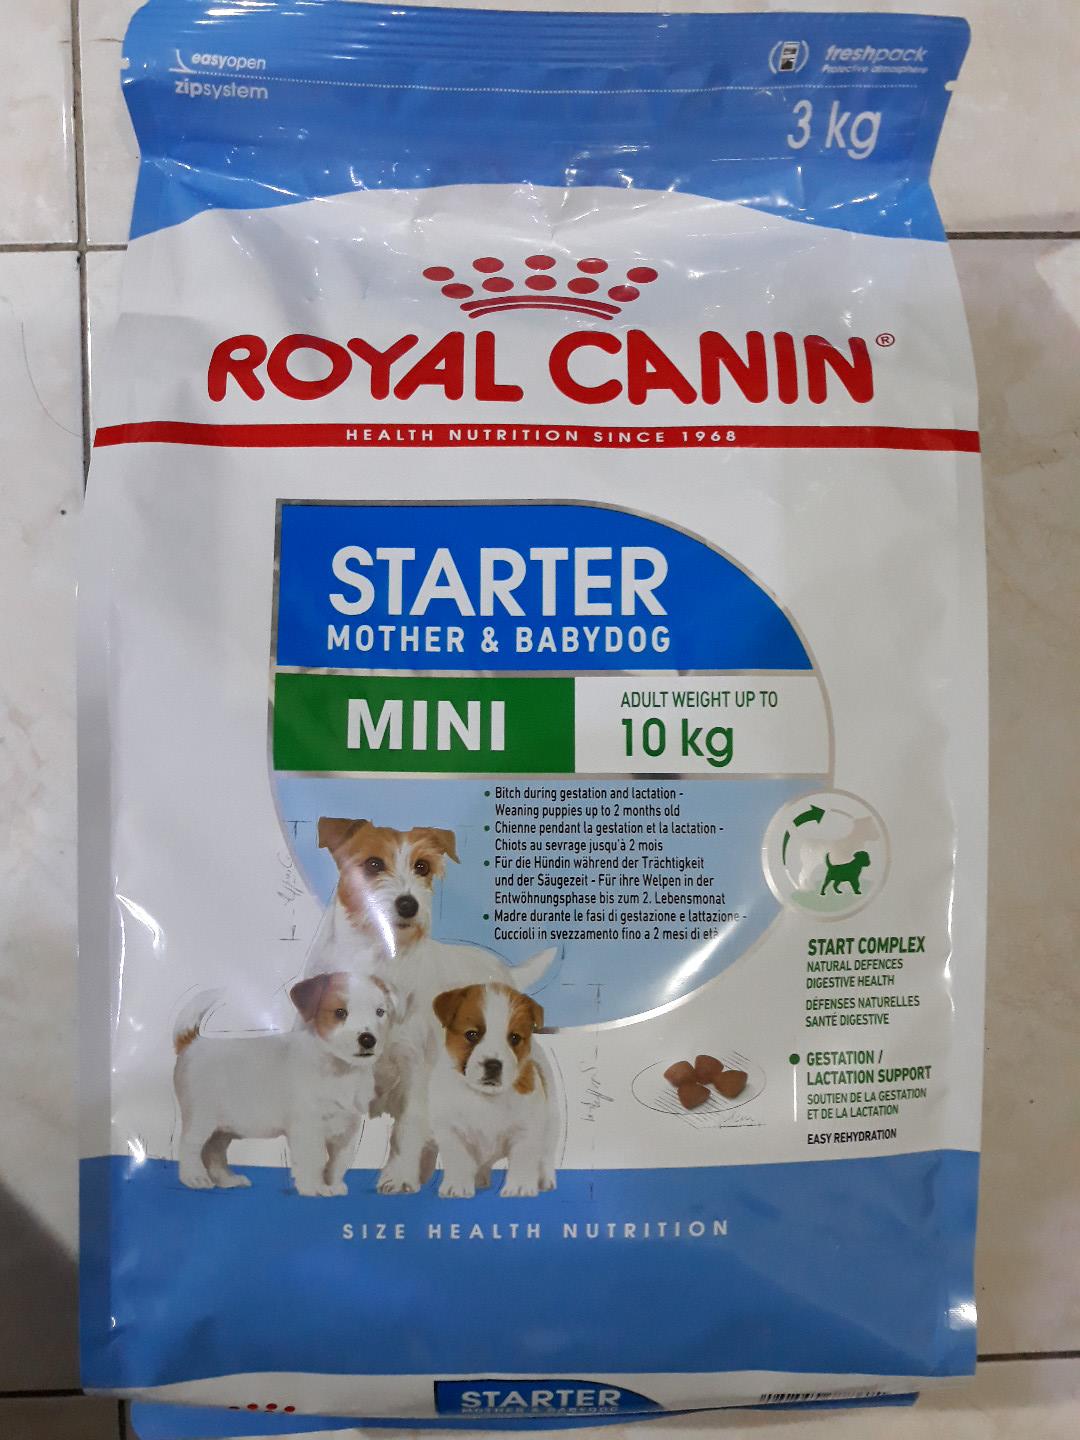 easyopen
zipsystem
freshpack
Protective atmosphere
3 kg
ROYAL CANIN®
HEALTH NUTRITION SINCE 1968
STARTER
MOTHER & BABYDOG
MINI
ADULT WEIGHT UP TO
10 kg
• Bitch during gestation and lactation -
Weaning puppies up to 2 months old
• Chienne pendant la gestation et la lactation -
Chiots au sevrage jusqu'à 2 mois
• Für die Hündin während der Trächtigkeit
und der Säugezeit - Für ihre Welpen in der
Entwöhnungsphase bis zum 2. Lebensmonat
• Madre durante le fasi di gestazione e lattazione -
Cuccioli in svezzamento fino a 2 mesi di età
START COMPLEX
NATURAL DEFENCES
DIGESTIVE HEALTH
DÉFENSES NATURELLES
SANTÉ DIGESTIVE
• GESTATION /
LACTATION SUPPORT
SOUTIEN DE LA GESTATION
ET DE LA LACTATION
EASY REHYDRATION
SIZE HEALTH NUTRITION
STARTER
MOTHER & BABYDOG